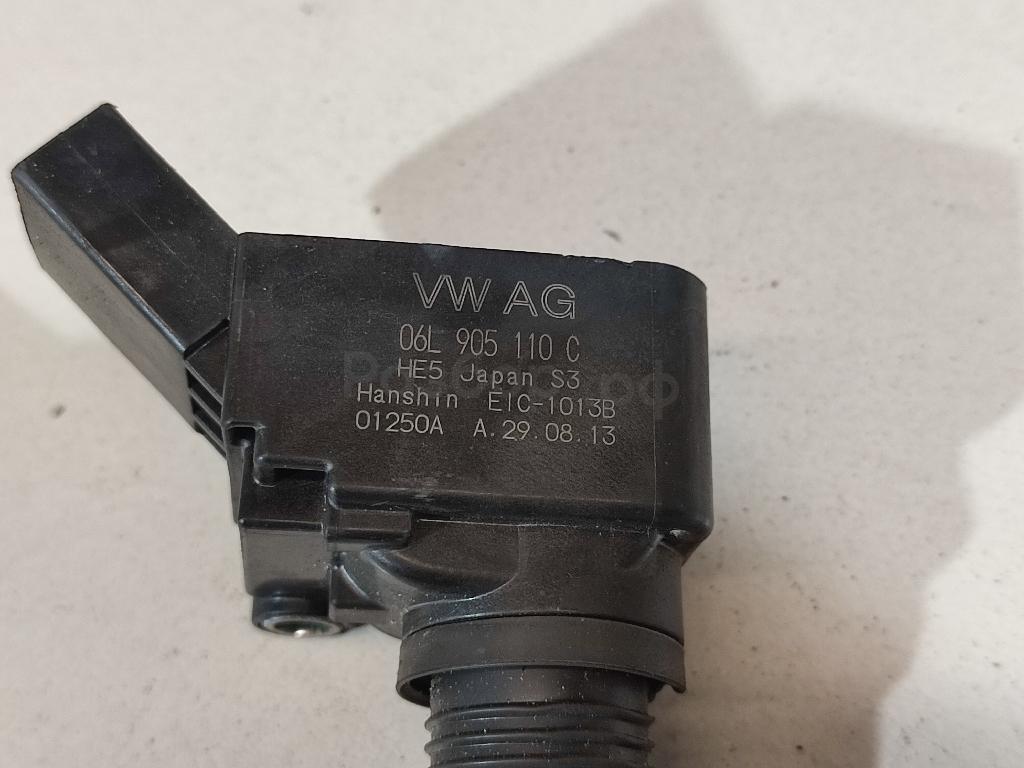 VW AG
06L 905 110 C
HE5 Japan S3
Hanshin EIC-1013B
01250A A.29.08.13